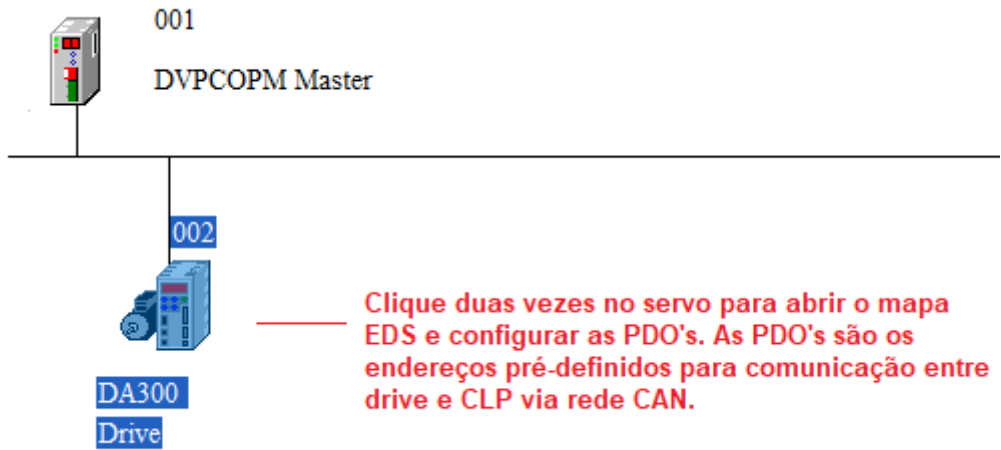 001
DVPCOPM Master
002
Clique duas vezes no servo para abrir o mapa
EDS e configurar as PDO's. As PDO's são os
endereços pré-definidos para comunicação entre
drive e CLP via rede CAN.
DA300
Drive